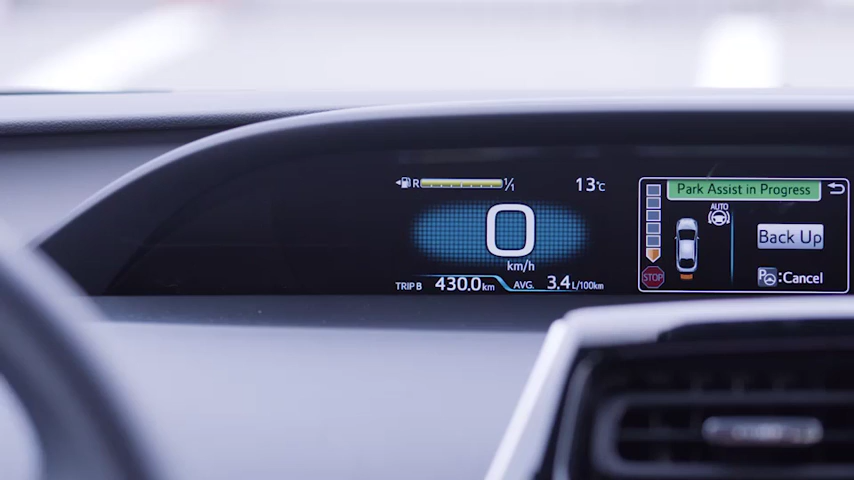 R 1/1 13°C
0
km/h
TRIP B 430.0km AVG. 3.4L/100km
Park Assist in Progress
AUTO
Back Up
STOP
P :Cancel